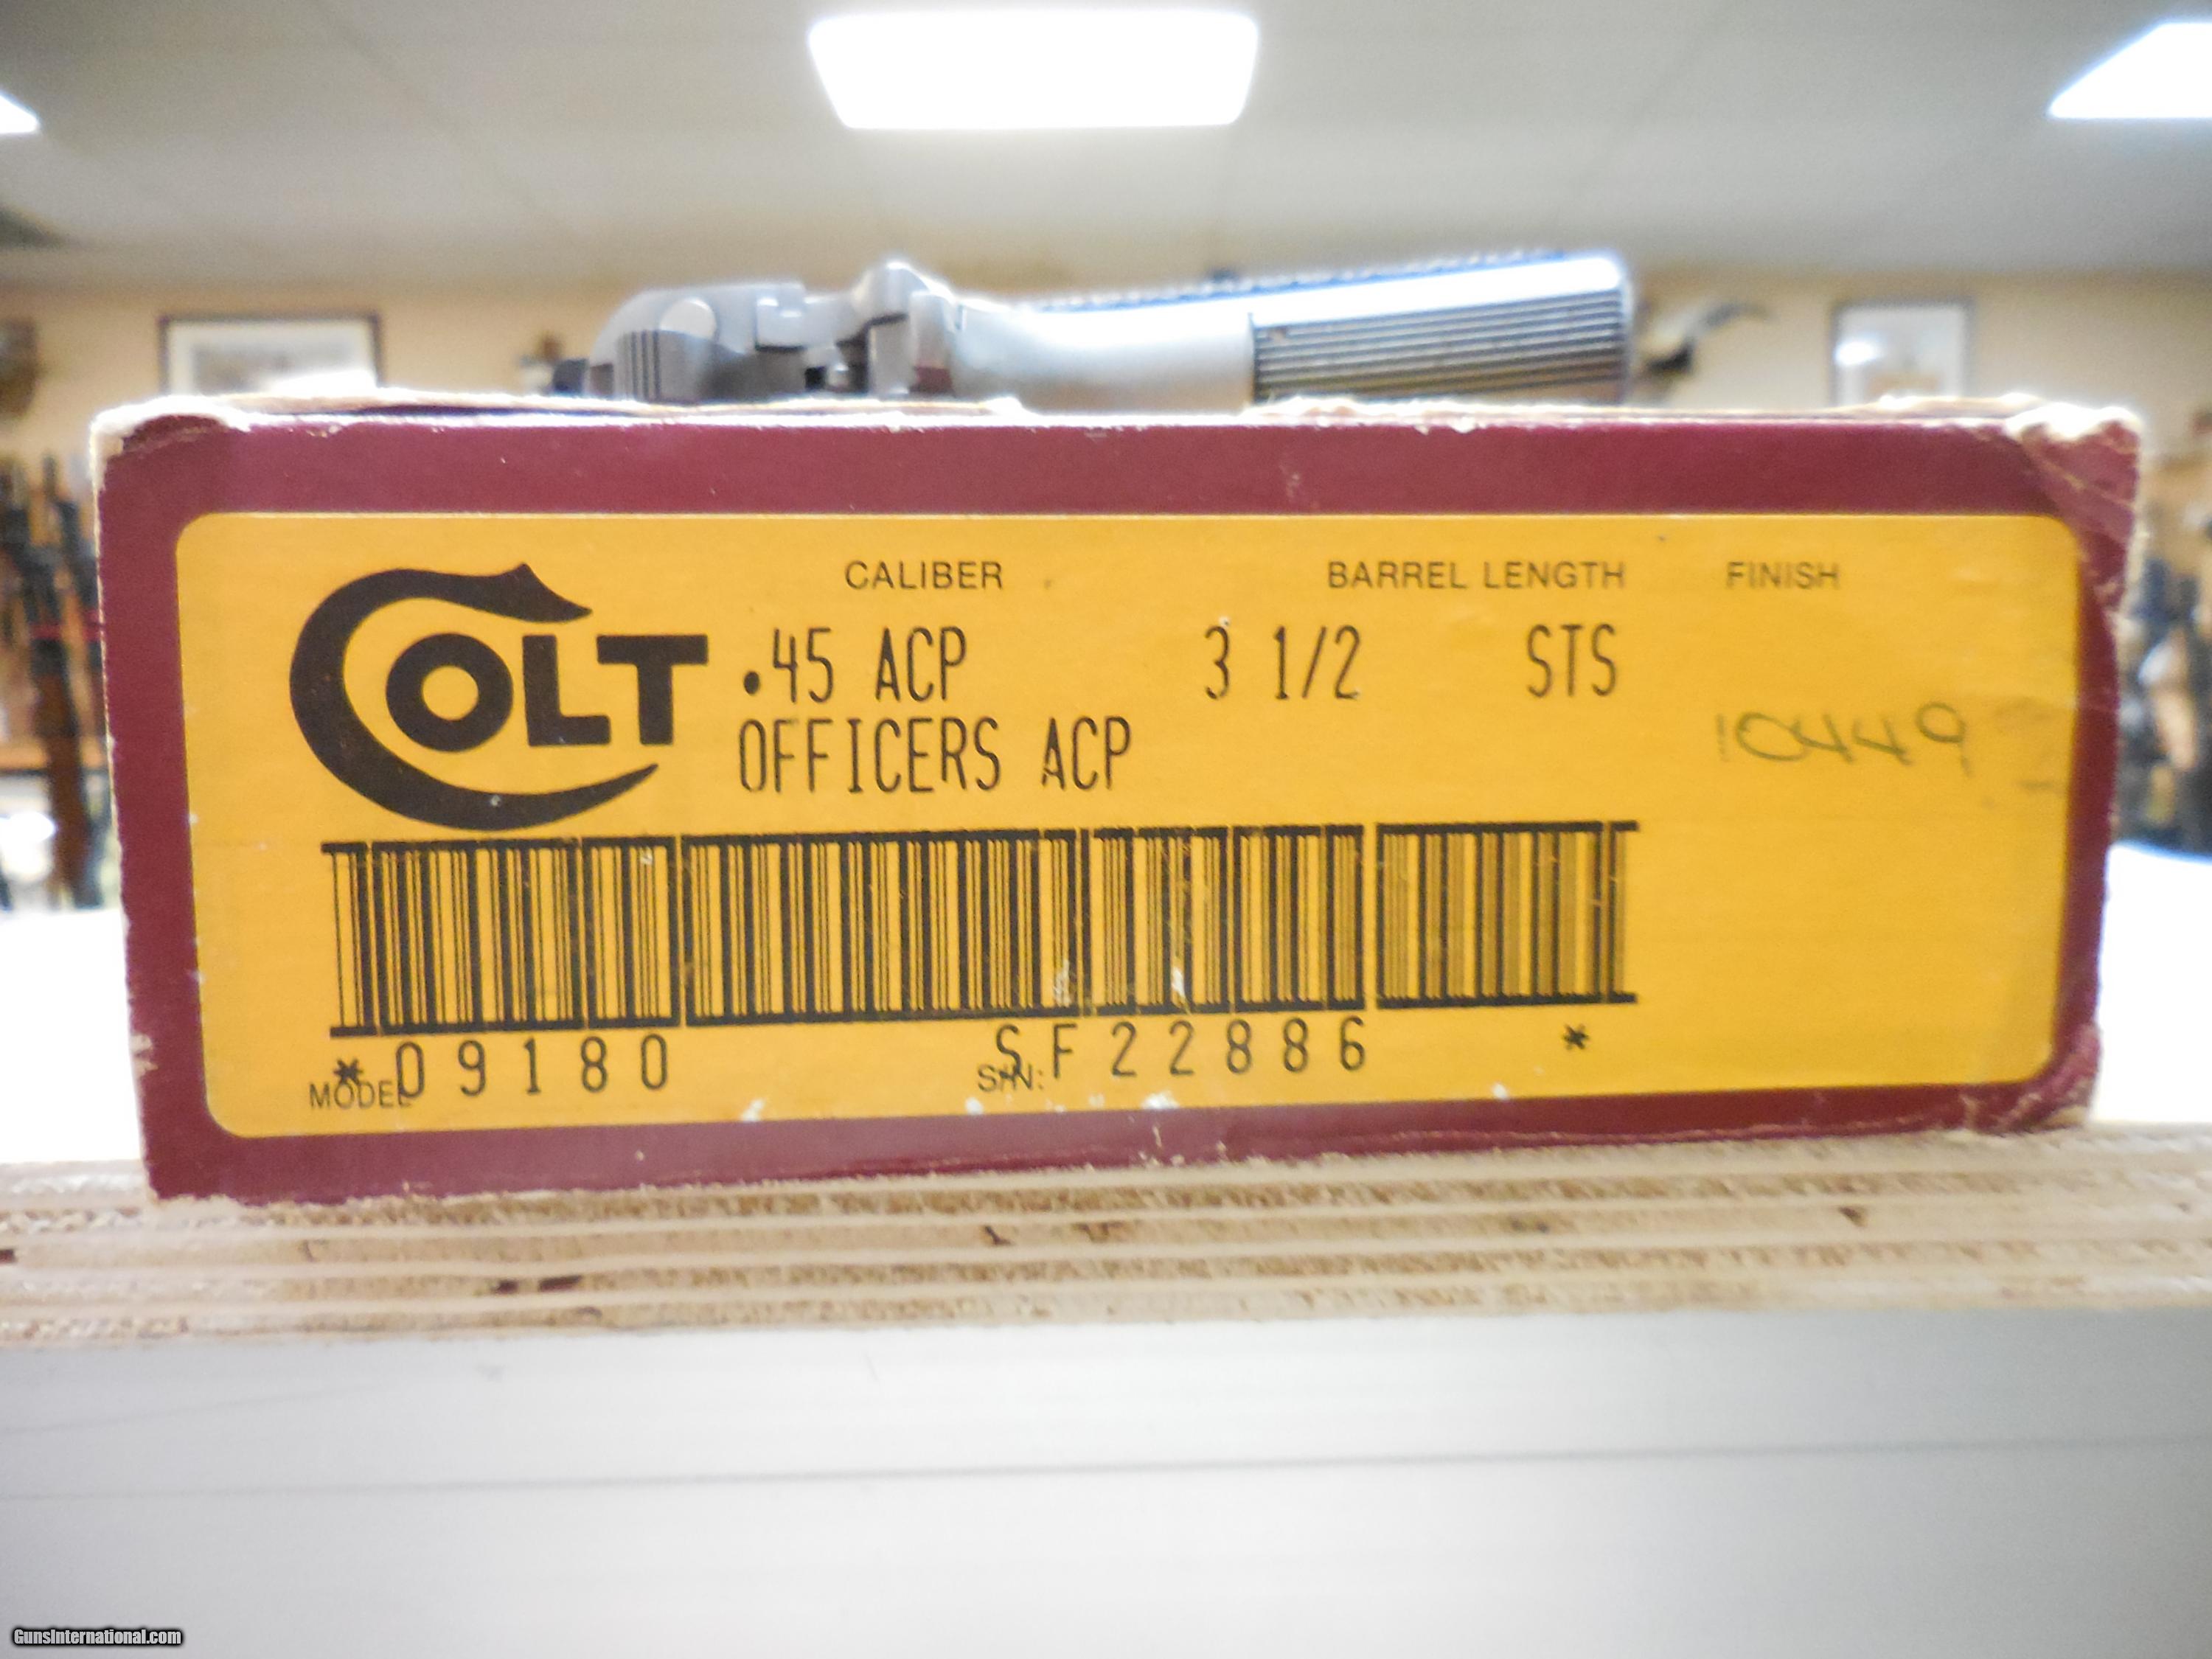 COLT
CALIBER BARREL LENGTH FINISH
.45 ACP 3 1/2 STS
OFFICERS ACP
10449
*09180 SF22886 *
MODEL S/N:
GunsInternational.com